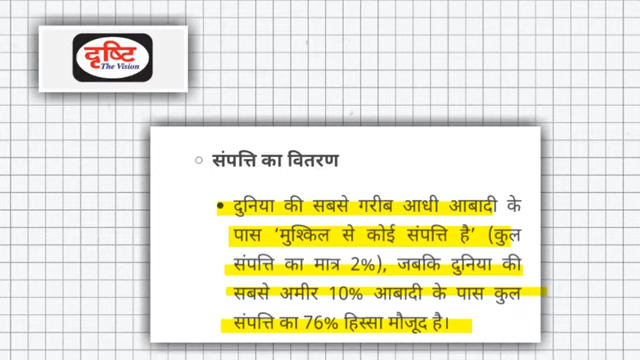 दृष्टि
The Vision
संपत्ति का वितरण
दुनिया की सबसे गरीब आधी आबादी के
पास ‘मुश्किल से कोई संपत्ति है’ (कुल
संपत्ति का मात्र 2%), जबकि दुनिया की
सबसे अमीर 10% आबादी के पास कुल
संपत्ति का 76% हिस्सा मौजूद है।